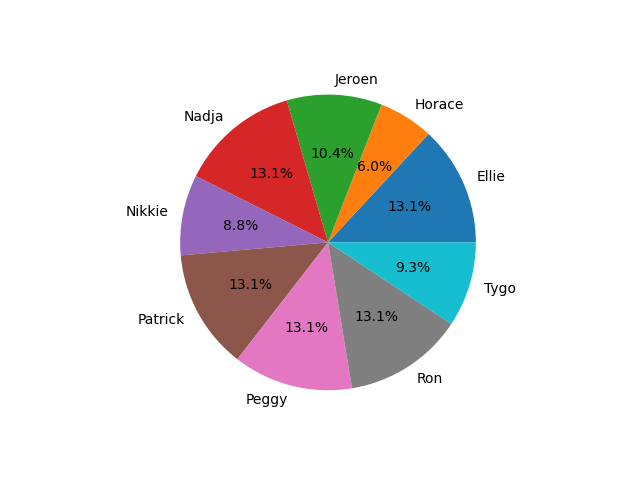 Jeroen
Horace
Nadja
10.4%
6.0%
13.1%
Ellie
Nikkie
8.8%
13.1%
9.3%
13.1%
Tygo
Patrick
13.1%
13.1%
Ron
Peggy